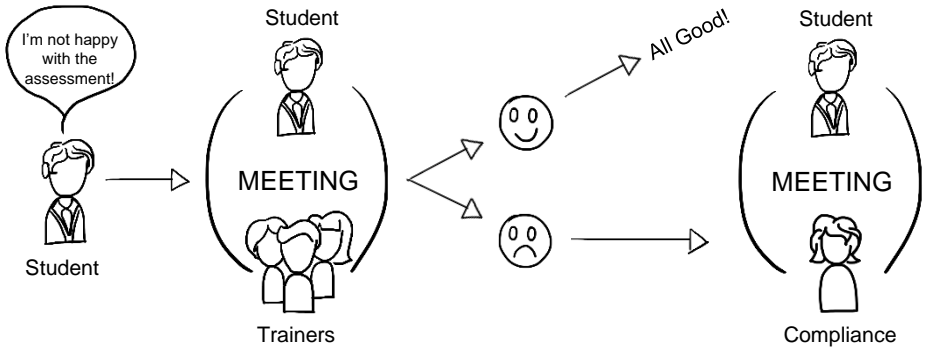 I'm not happy
with the
assessment!
Student
Student
MEETING
Trainers
All Good!
Student
MEETING
Compliance